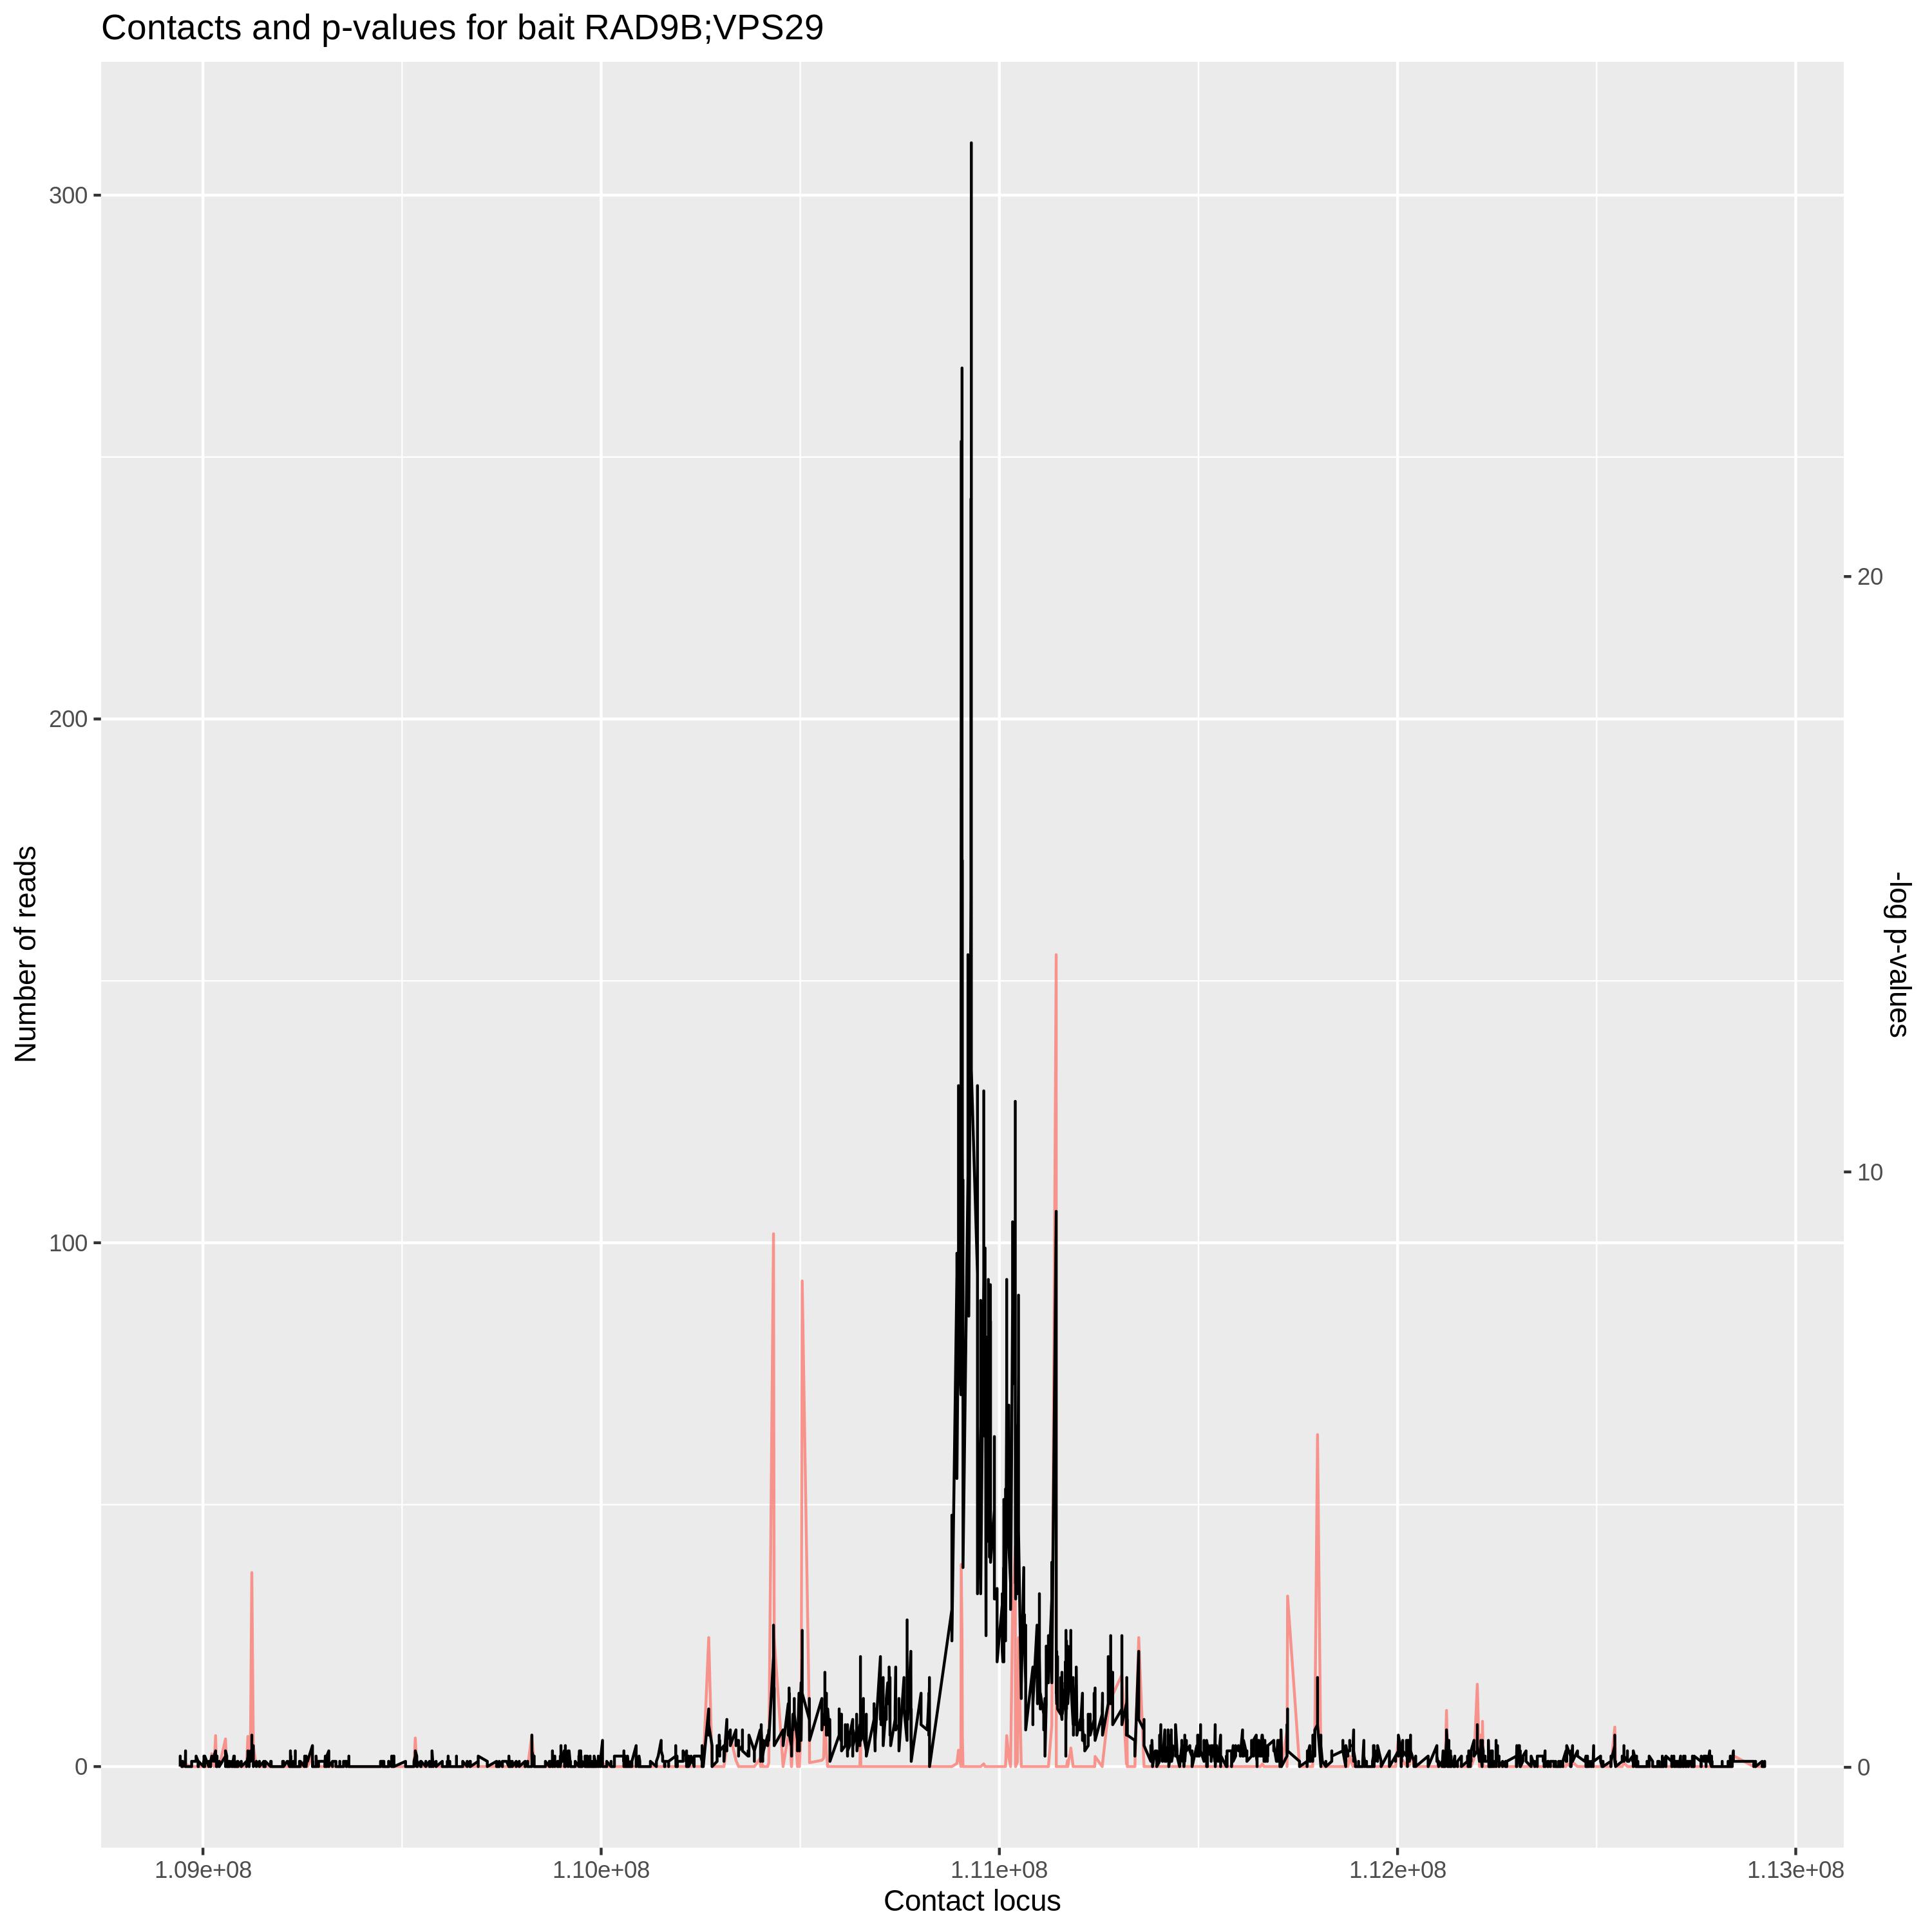 Contacts and p-values for bait RAD9B;VPS29
Number of reads
300
200
100
0
20
10
0
-log p-values
1.09e+08 1.10e+08 1.11e+08 1.12e+08 1.13e+08
Contact locus